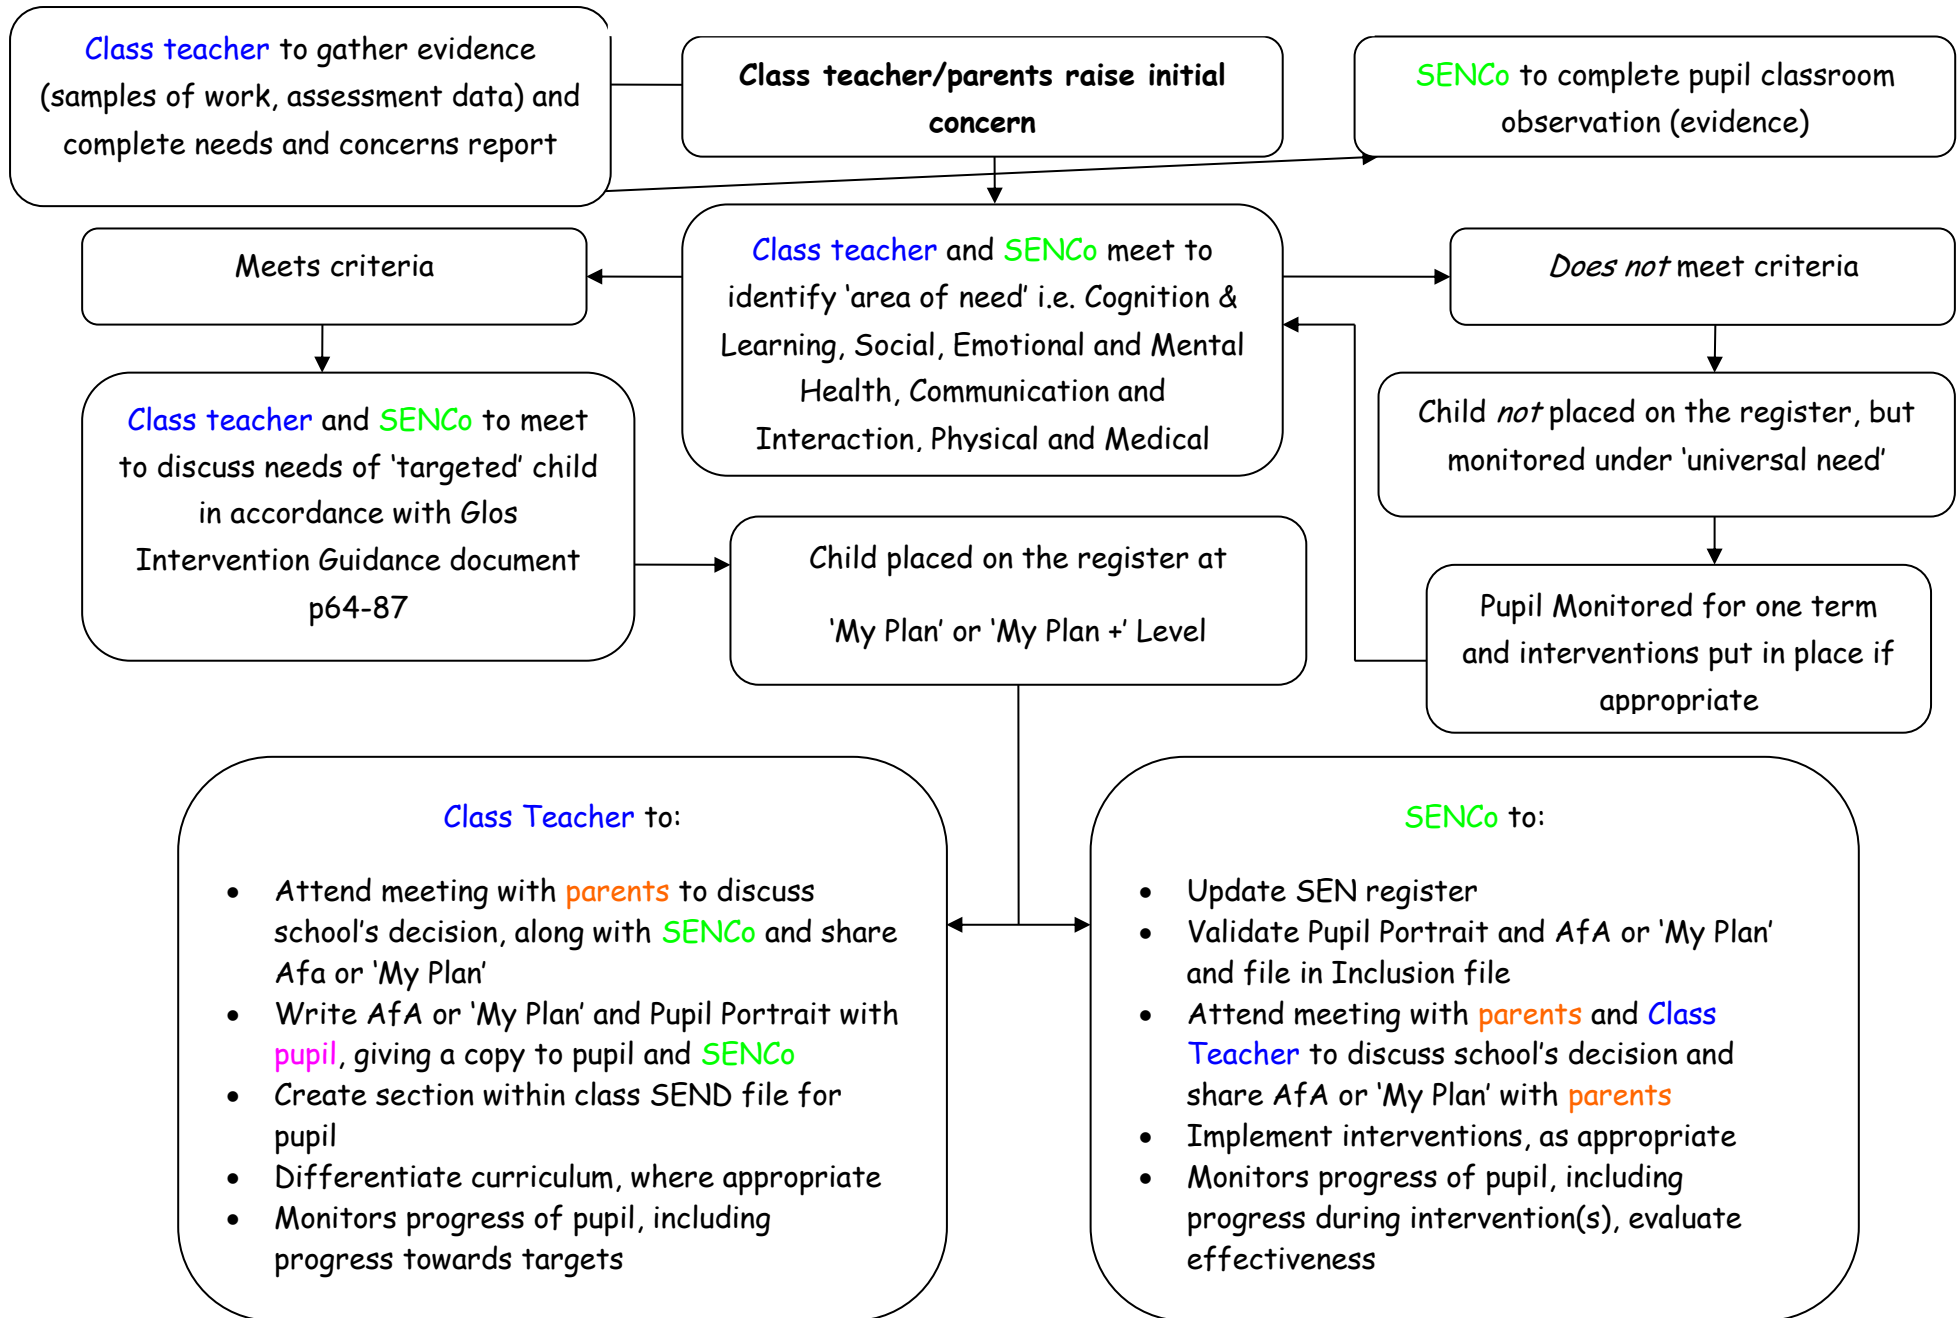 Class teacher to gather evidence
(samples of work, assessment data) and
complete needs and concerns report
Class teacher/parents raise initial
concern
SENCo to complete pupil classroom
observation (evidence)
Meets criteria
Class teacher and SENCo meet to
identify ‘area of need’ i.e. Cognition &
Learning, Social, Emotional and Mental
Health, Communication and
Interaction, Physical and Medical
Does not meet criteria
Class teacher and SENCo to meet
to discuss needs of ‘targeted’ child
in accordance with Glos
Intervention Guidance document
p64-87
Child not placed on the register, but
monitored under ‘universal need’
Child placed on the register at
‘My Plan’ or ‘My Plan +’ Level
Pupil Monitored for one term
and interventions put in place if
appropriate
Class Teacher to:
• Attend meeting with parents to discuss
school’s decision, along with SENCo and share
Afa or ‘My Plan’
• Write AfA or ‘My Plan’ and Pupil Portrait with
pupil, giving a copy to pupil and SENCo
• Create section within class SEND file for
pupil
• Differentiate curriculum, where appropriate
• Monitors progress of pupil, including
progress towards targets
SENCo to:
• Update SEN register
• Validate Pupil Portrait and AfA or ‘My Plan’
and file in Inclusion file
• Attend meeting with parents and Class
Teacher to discuss school’s decision and
share AfA or ‘My Plan’ with parents
• Implement interventions, as appropriate
• Monitors progress of pupil, including
progress during intervention(s), evaluate
effectiveness